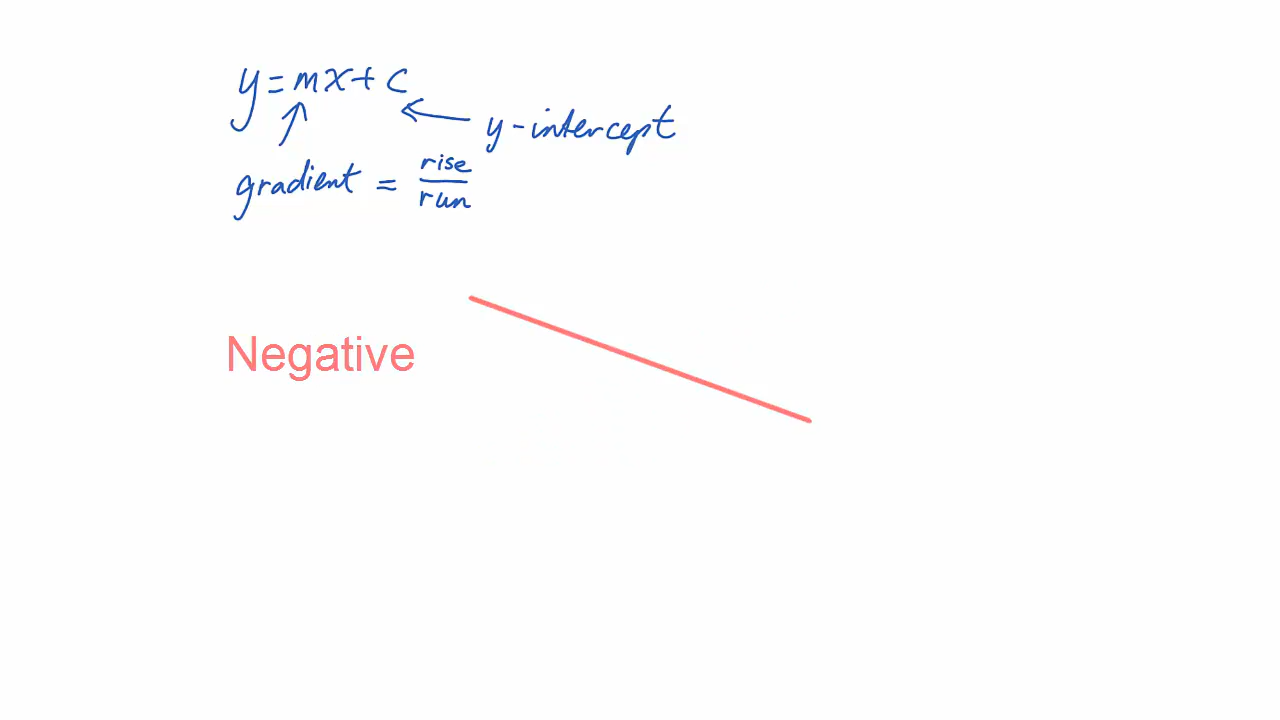 y = mx + c
y-intercept
gradient = rise/run
Negative